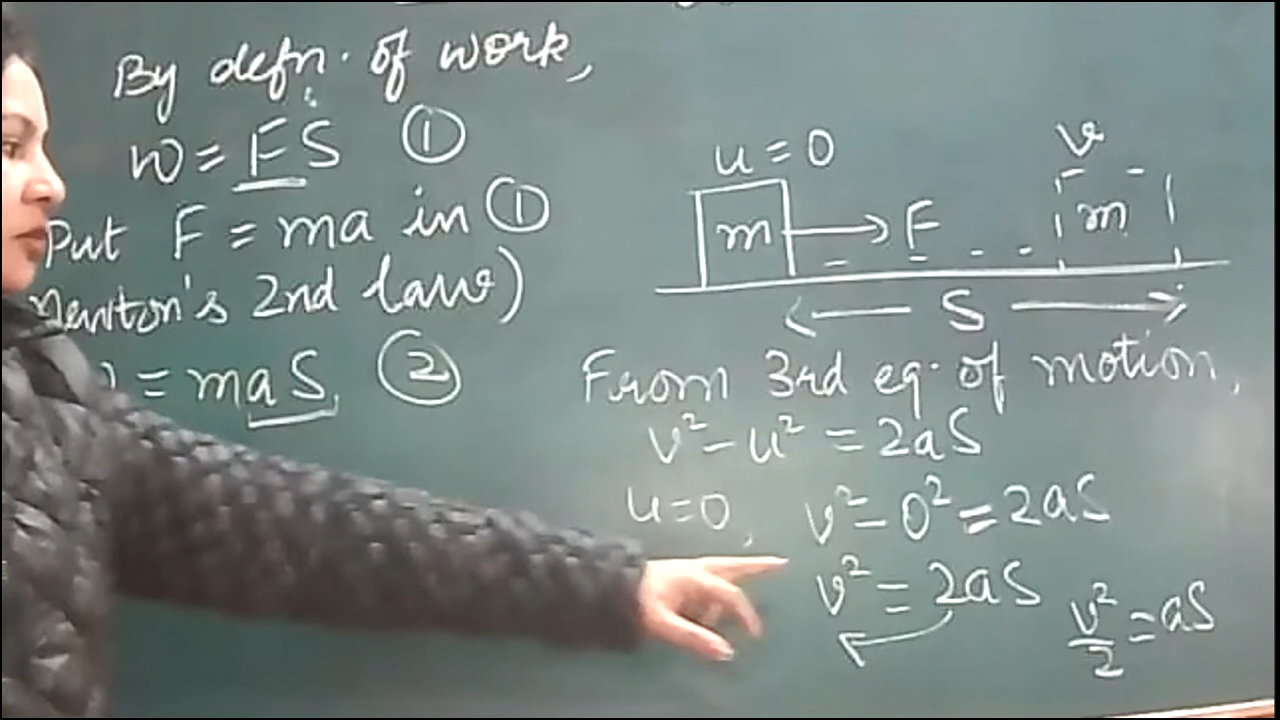 By defn. of work,
W = FS ①
Put F = ma in ①
Newton's 2nd law)
= maS ②
u = 0
v
m
F
m
S
From 3rd eq. of motion,
v² - u² = 2aS
u = 0, v² - 0² = 2aS
v² = 2aS
v²/2 = aS